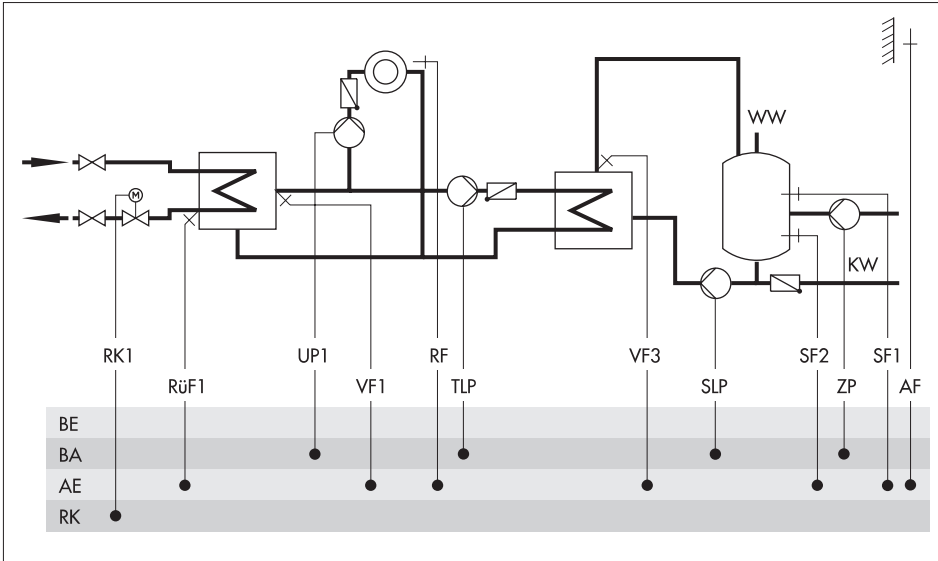 M
WW
KW
RK1 UP1 RF VF3 SF2 SF1
RüF1 VF1 TLP SLP ZP AF
BE
BA
AE
RK